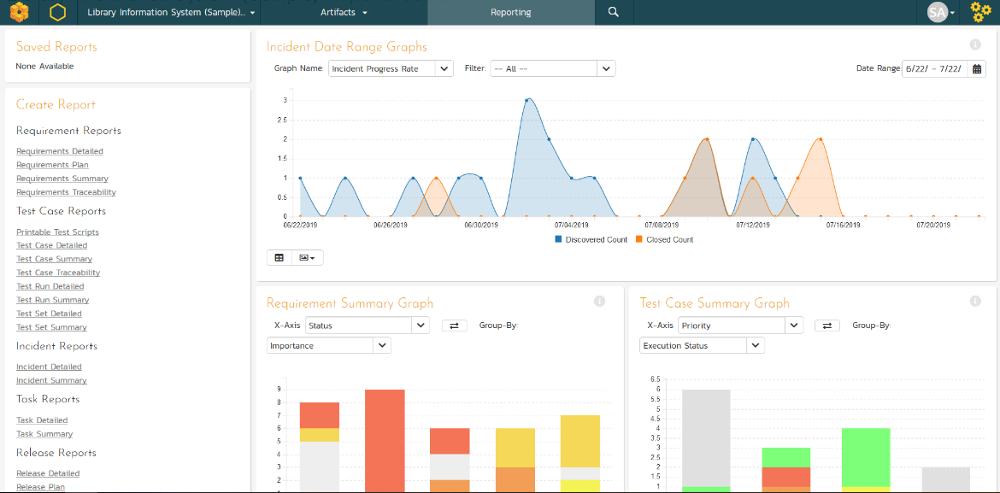 Library Information System (Sample)... Artifacts Reporting SA
Saved Reports
None Available
Create Report
Requirement Reports
Requirements Detailed
Requirements Plan
Requirements Summary
Requirements Traceability
Test Case Reports
Printable Test Scripts
Test Case Detailed
Test Case Summary
Test Case Traceability
Test Run Detailed
Test Run Summary
Test Set Detailed
Test Set Summary
Incident Reports
Incident Detailed
Incident Summary
Task Reports
Task Detailed
Task Summary
Release Reports
Release Detailed
Release Plan
Incident Date Range Graphs
Graph Name: Incident Progress Rate Filter: -- All -- Date Range: 6/22/ - 7/22/
3
2.5
2
1.5
1
0.5
0
06/22/2019 06/26/2019 06/30/2019 07/04/2019 07/08/2019 07/12/2019 07/16/2019 07/20/2019
Discovered Count Closed Count
Requirement Summary Graph
X-Axis Status Group-By:
Importance
9
8
7
6
5
4
3
2
1
Test Case Summary Graph
X-Axis Priority Group-By:
Execution Status
6.5
6
5.5
5
4.5
4
3.5
3
2.5
2
1.5
1